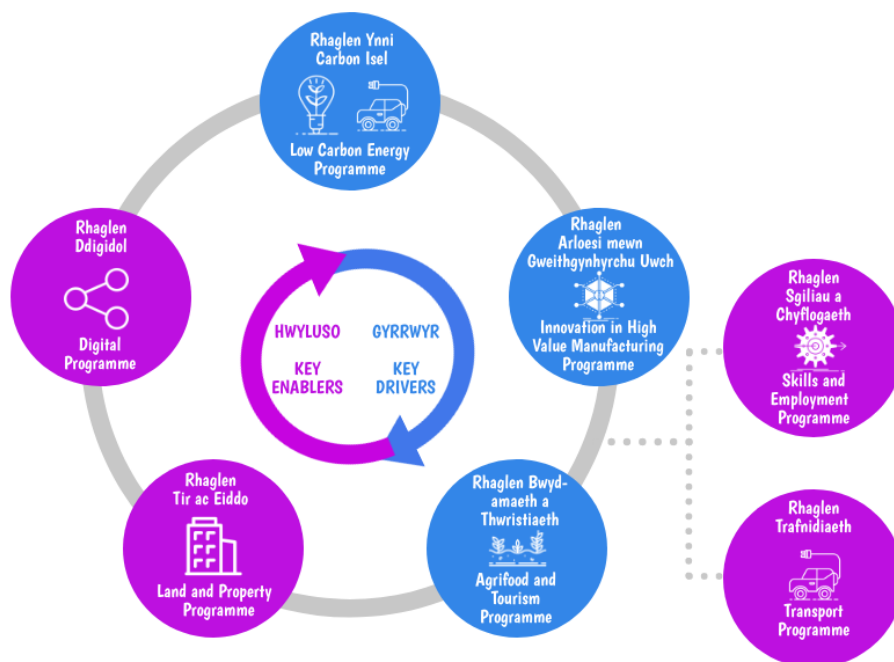 Rhaglen Ynni
Carbon Isel
Low Carbon Energy
Programme
Rhaglen
Ddigidol
Digital
Programme
Rhaglen
Arloesi mewn
Gweithgynhyrchu Uwch
Innovation in High
Value Manufacturing
Programme
HWYLUSO
KEY
ENABLERS
GYRRWYR
KEY
DRIVERS
Rhaglen
Sgiliau a
Chyflogaeth
Skills and
Employment
Programme
Rhaglen
Tir ac Eiddo
Land and Property
Programme
Rhaglen Bwyd-
amaeth a
Thwristiaeth
Agrifood and
Tourism
Programme
Rhaglen
Trafnidiaeth
Transport
Programme